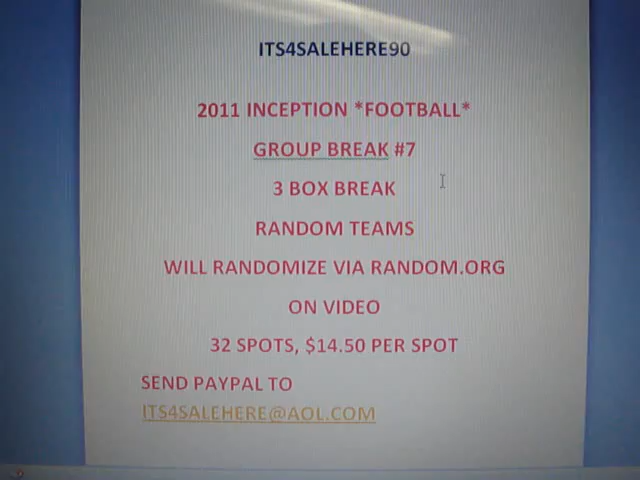 ITS4SALEHERE90
2011 INCEPTION *FOOTBALL*
GROUP BREAK #7
3 BOX BREAK
RANDOM TEAMS
WILL RANDOMIZE VIA RANDOM.ORG
ON VIDEO
32 SPOTS, $14.50 PER SPOT
SEND PAYPAL TO
ITS4SALEHERE@AOL.COM